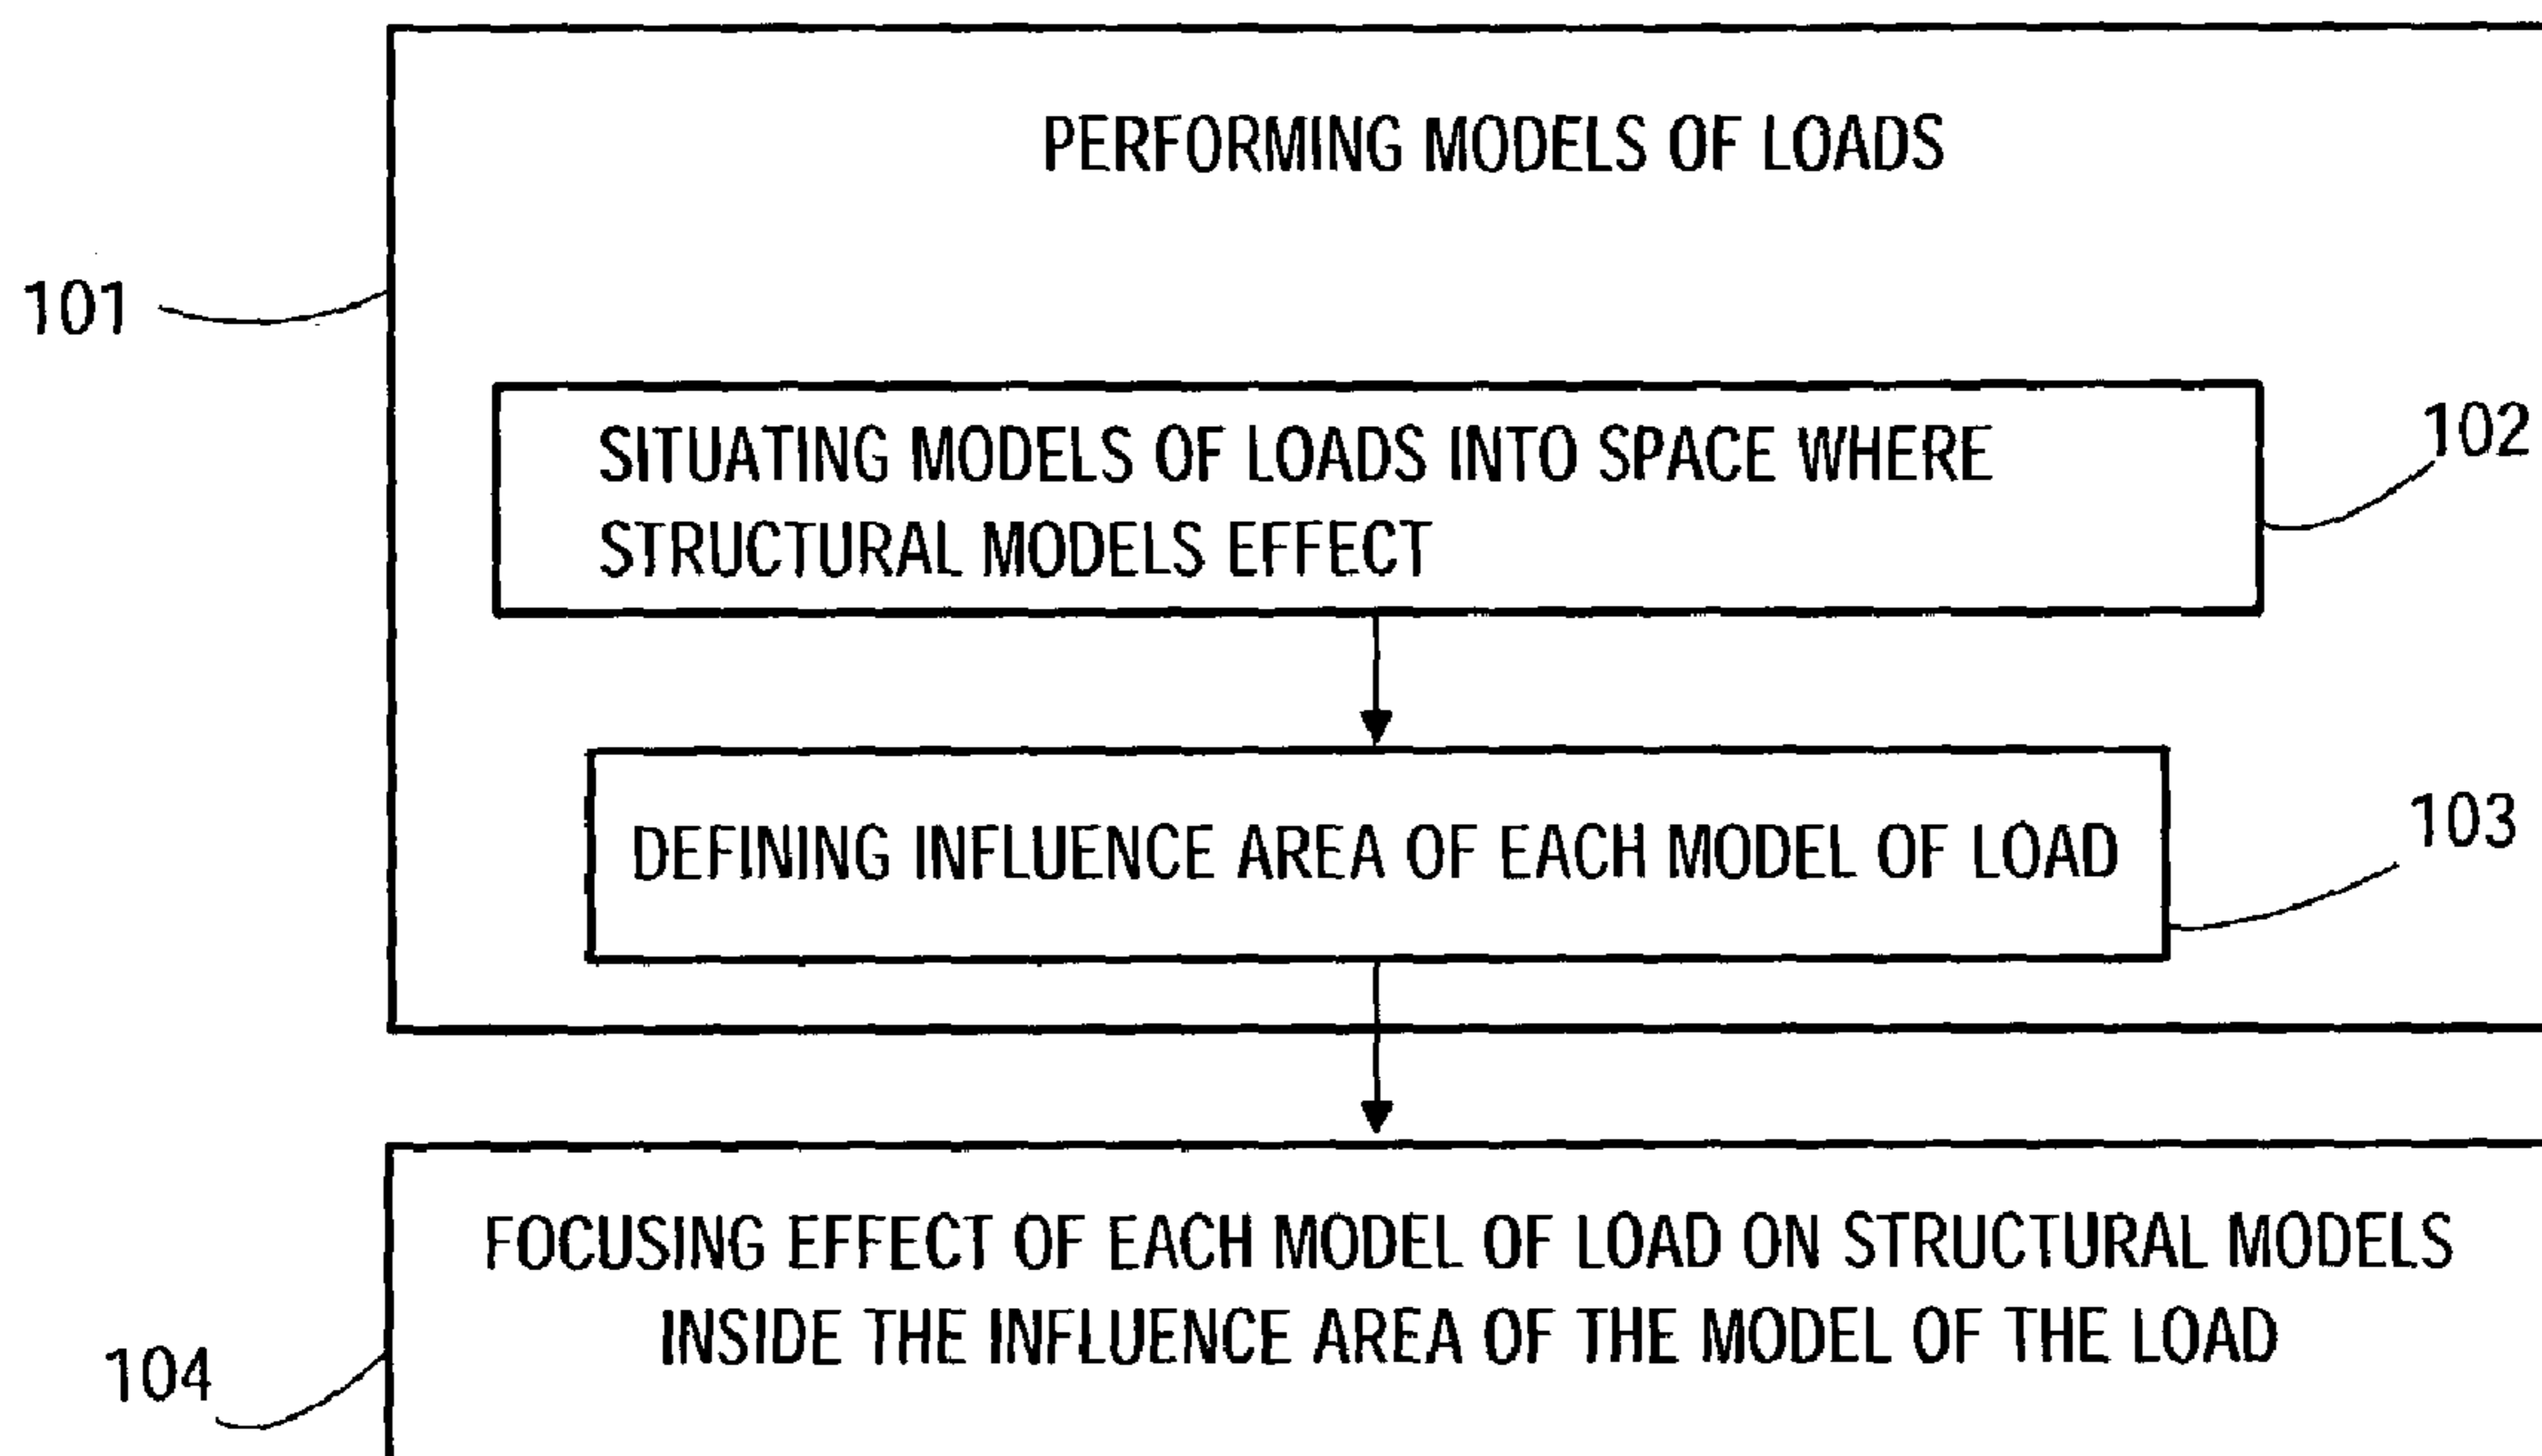 PERFORMING MODELS OF LOADS
101
SITUATING MODELS OF LOADS INTO SPACE WHERE
STRUCTURAL MODELS EFFECT
102
DEFINING INFLUENCE AREA OF EACH MODEL OF LOAD
103
FOCUSING EFFECT OF EACH MODEL OF LOAD ON STRUCTURAL MODELS
INSIDE THE INFLUENCE AREA OF THE MODEL OF THE LOAD
104